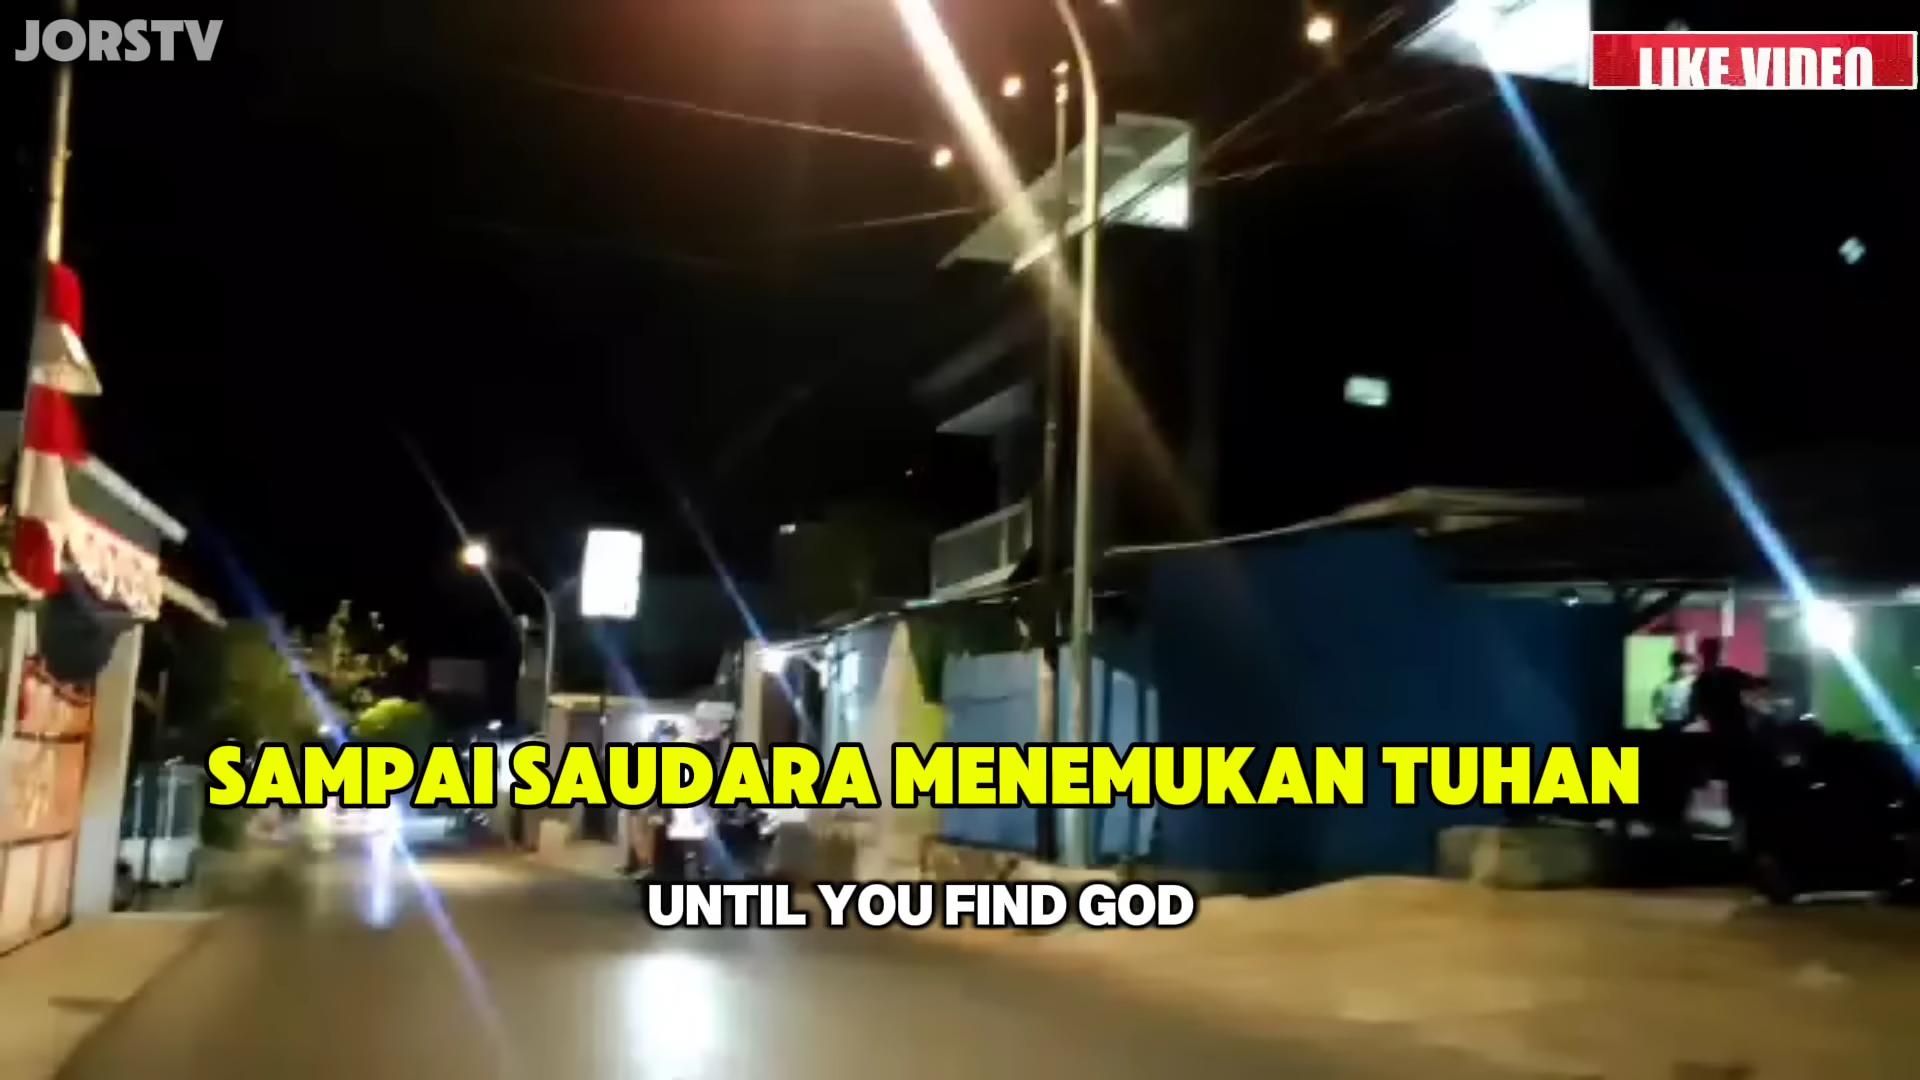 JORSTV
LIKE VIDEO
SAMPAI SAUDARA MENEMUKAN TUHAN
UNTIL YOU FIND GOD